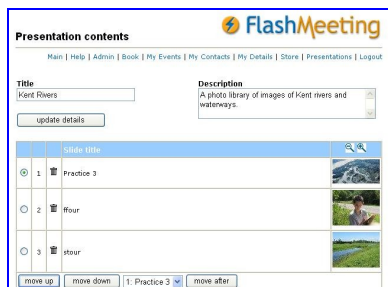 FlashMeeting
Presentation contents
Main | Help | Admin | Book | My Events | My Contacts | My Details | Store | Presentations | Logout
Title
Description
Kent Rivers
A photo library of images of Kent rivers and
waterways.
update details
Slide title
1 Practice 3
2 ffour
3 stour
move up
move down
1: Practice 3
move after